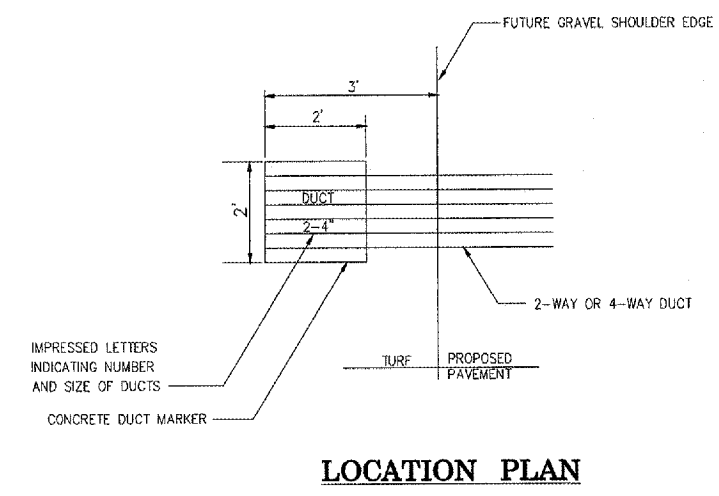 FUTURE GRAVEL SHOULDER EDGE
3'
2'
2'
DUCT
2-4"
2-WAY OR 4-WAY DUCT
IMPRESSED LETTERS
INDICATING NUMBER
AND SIZE OF DUCTS
TURF
PROPOSED
PAVEMENT
CONCRETE DUCT MARKER
LOCATION PLAN